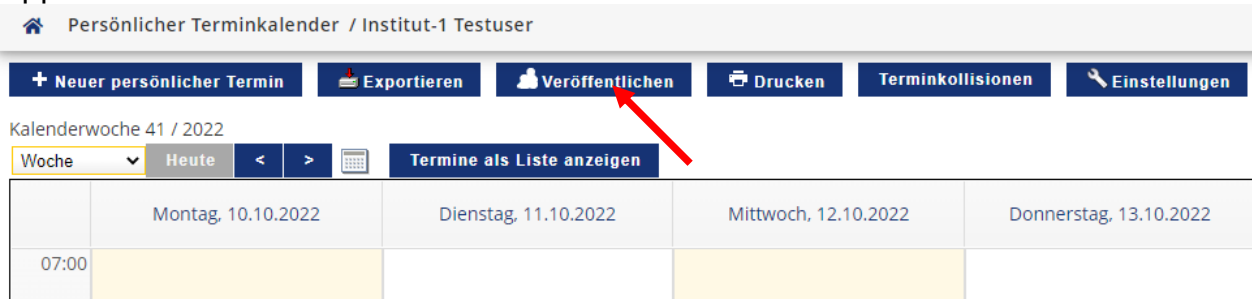 Persönlicher Terminkalender / Institut-1 Testuser
+ Neuer persönlicher Termin Exportieren Veröffentlichen Drucken Terminkollisionen Einstellungen
Kalenderwoche 41 / 2022
Woche Heute < > Termine als Liste anzeigen
Montag, 10.10.2022 Dienstag, 11.10.2022 Mittwoch, 12.10.2022 Donnerstag, 13.10.2022
07:00